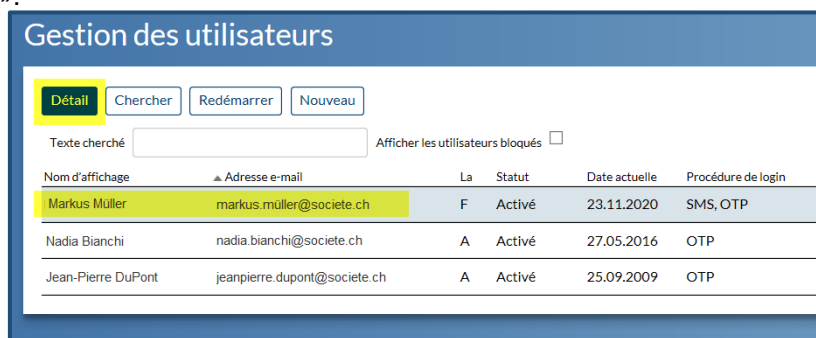 ».
Gestion des utilisateurs
Détail Chercher Redémarrer Nouveau
Texte cherché Afficher les utilisateurs bloqués
Nom d'affichage Adresse e-mail La Statut Date actuelle Procédure de login
Markus Müller markus.müller@societe.ch F Activé 23.11.2020 SMS, OTP
Nadia Bianchi nadia.bianchi@societe.ch A Activé 27.05.2016 OTP
Jean-Pierre DuPont jeanpierre.dupont@societe.ch A Activé 25.09.2009 OTP